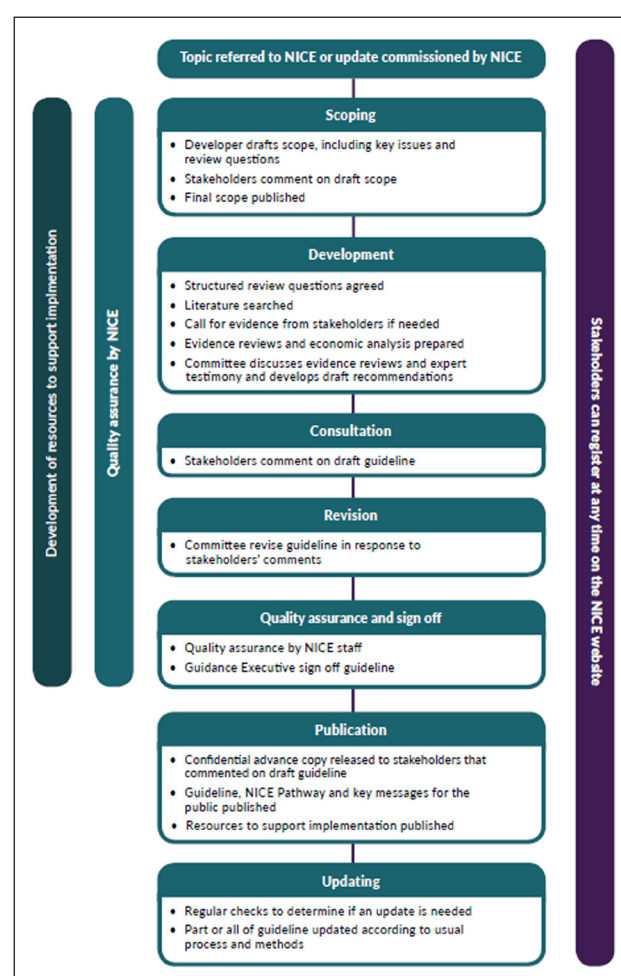 Topic referred to NICE or update commissioned by NICE
Scoping
• Developer drafts scope, including key issues and
review questions
• Stakeholders comment on draft scope
• Final scope published
Development
• Structured review questions agreed
• Literature searched
• Call for evidence from stakeholders if needed
• Evidence reviews and economic analysis prepared
• Committee discusses evidence reviews and expert
testimony and develops draft recommendations
Consultation
• Stakeholders comment on draft guideline
Revision
• Committee revise guideline in response to
stakeholders' comments
Quality assurance and sign off
• Quality assurance by NICE staff
• Guidance Executive sign off guideline
Publication
• Confidential advance copy released to stakeholders that
commented on draft guideline
• Guideline, NICE Pathway and key messages for the
public published
• Resources to support implementation published
Updating
• Regular checks to determine if an update is needed
• Part or all of guideline updated according to usual
process and methods
Development of resources to support implmentation
Quality assurance by NICE
Stakeholders can register at any time on the NICE website